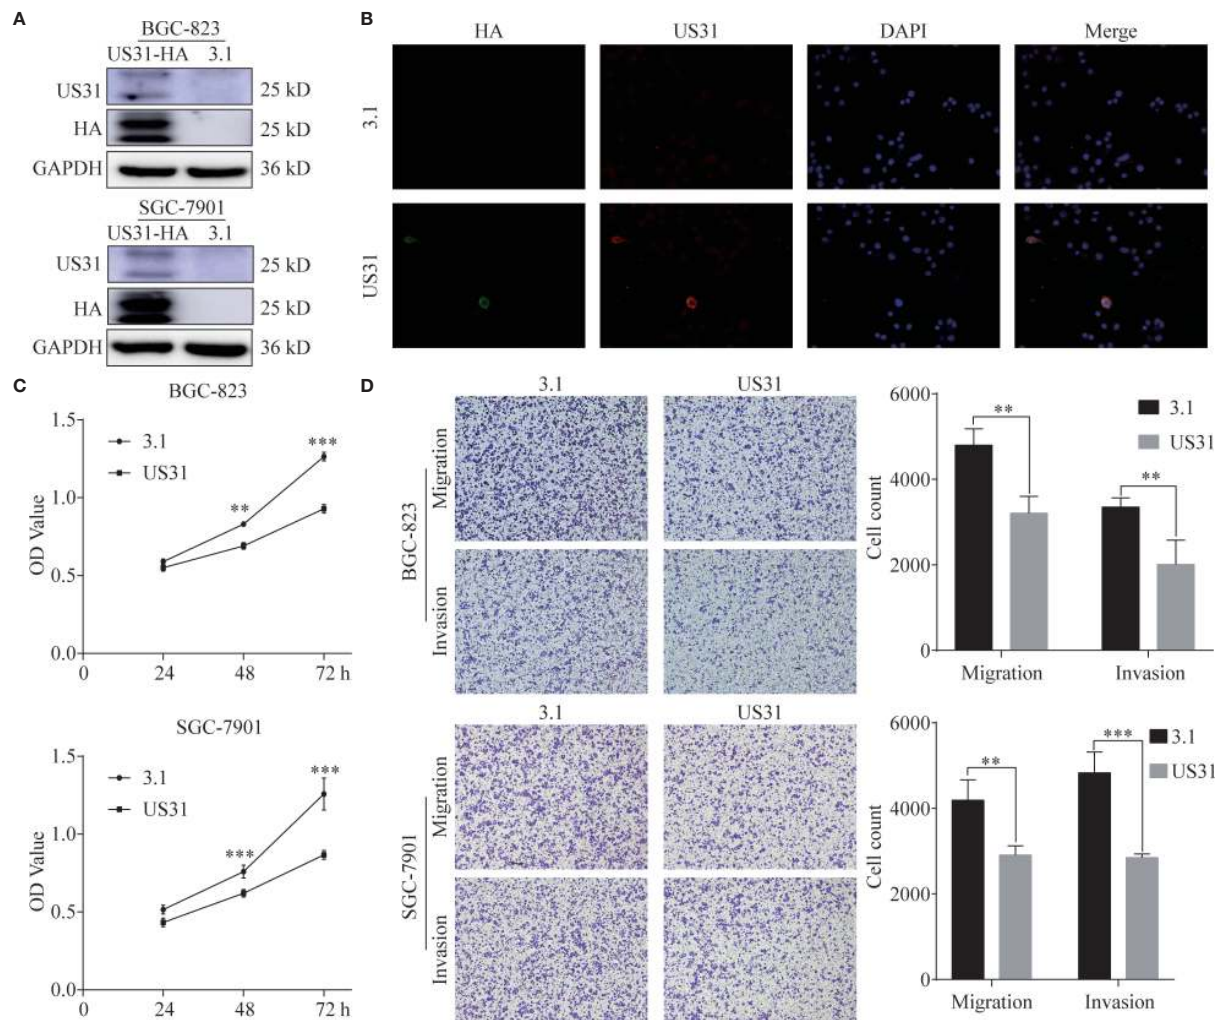 A
BGC-823
US31-HA 3.1
US31 25 kD
HA 25 kD
GAPDH 36 kD
SGC-7901
US31-HA 3.1
US31 25 kD
HA 25 kD
GAPDH 36 kD
B
HA US31 DAPI Merge
3.1
US31
C
BGC-823
1.5
1.0
0.5
0.0
OD Value
3.1
US31
**
***
0 24 48 72 h
SGC-7901
1.5
1.0
0.5
0.0
OD Value
3.1
US31
***
***
0 24 48 72 h
D
3.1 US31
BGC-823
Migration
Invasion
6000
4000
2000
0
Cell count
3.1
US31
**
**
Migration Invasion
3.1 US31
SGC-7901
Migration
Invasion
6000
4000
2000
0
Cell count
3.1
US31
**
***
Migration Invasion